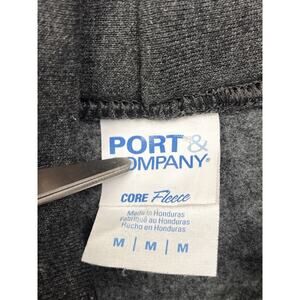 PORT &
COMPANY®
CORE Fleece
Made in Honduras
Fabriqué au Honduras
Hecho en Honduras
M | M | M